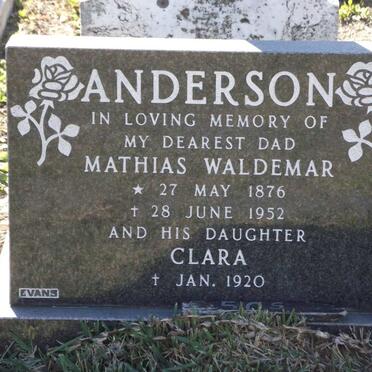 ANDERSON
IN LOVING MEMORY OF
MY DEAREST DAD
MATHIAS WALDEMAR
★ 27 MAY 1876
† 28 JUNE 1952
AND HIS DAUGHTER
CLARA
† JAN. 1920
EVANS